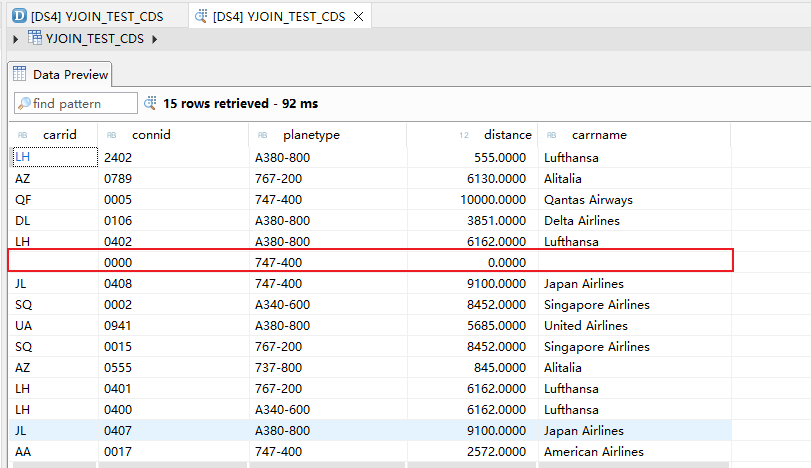 [DS4] YJOIN_TEST_CDS [DS4] YJOIN_TEST_CDS
YJOIN_TEST_CDS
Data Preview
find pattern 15 rows retrieved - 92 ms
AB carrid AB connid AB planetype 12 distance AB carrname
LH 2402 A380-800 555.0000 Lufthansa
AZ 0789 767-200 6130.0000 Alitalia
QF 0005 747-400 10000.0000 Qantas Airways
DL 0106 A380-800 3851.0000 Delta Airlines
LH 0402 A380-800 6162.0000 Lufthansa
0000 747-400 0.0000
JL 0408 747-400 9100.0000 Japan Airlines
SQ 0002 A340-600 8452.0000 Singapore Airlines
UA 0941 A380-800 5685.0000 United Airlines
SQ 0015 767-200 8452.0000 Singapore Airlines
AZ 0555 737-800 845.0000 Alitalia
LH 0401 767-200 6162.0000 Lufthansa
LH 0400 A340-600 6162.0000 Lufthansa
JL 0407 A380-800 9100.0000 Japan Airlines
AA 0017 747-400 2572.0000 American Airlines